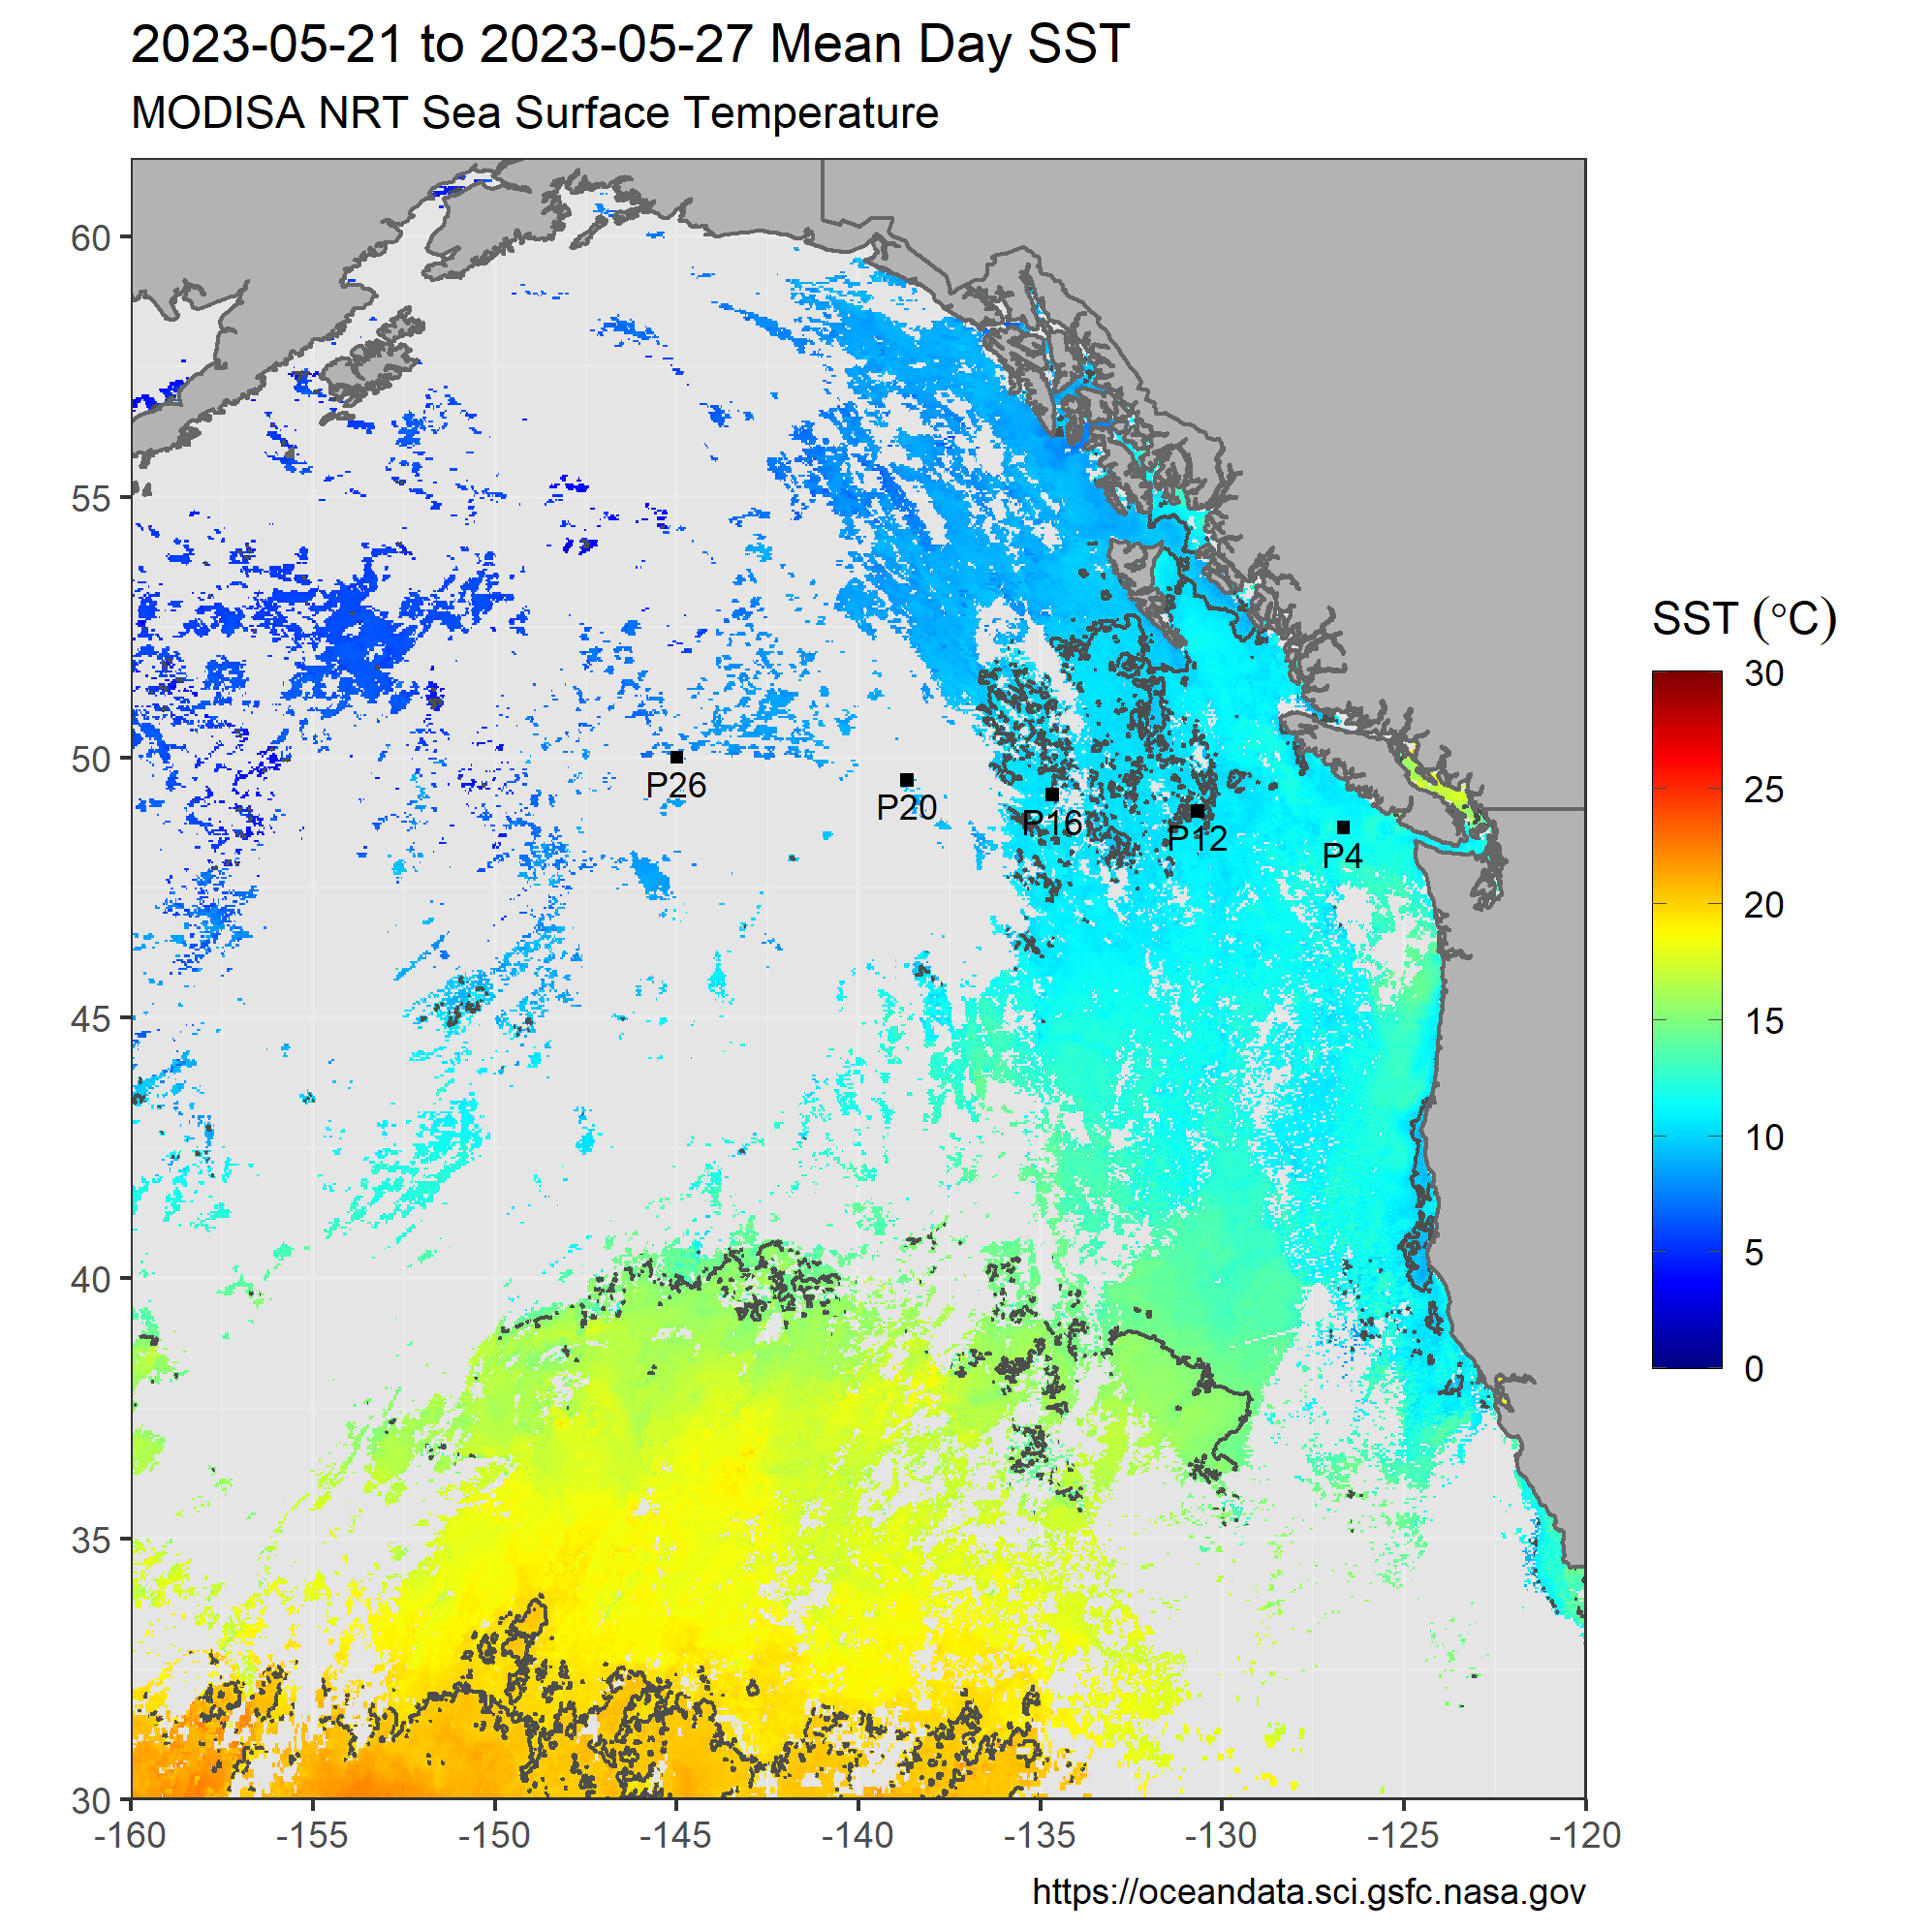 2023-05-21 to 2023-05-27 Mean Day SST
MODISA NRT Sea Surface Temperature
60
55
50
45
40
35
30
P26
P20
P16
P12
P4
-160
-155
-150
-145
-140
-135
-130
-125
-120
SST (°C)
30
25
20
15
10
5
0
https://oceandata.sci.gsfc.nasa.gov